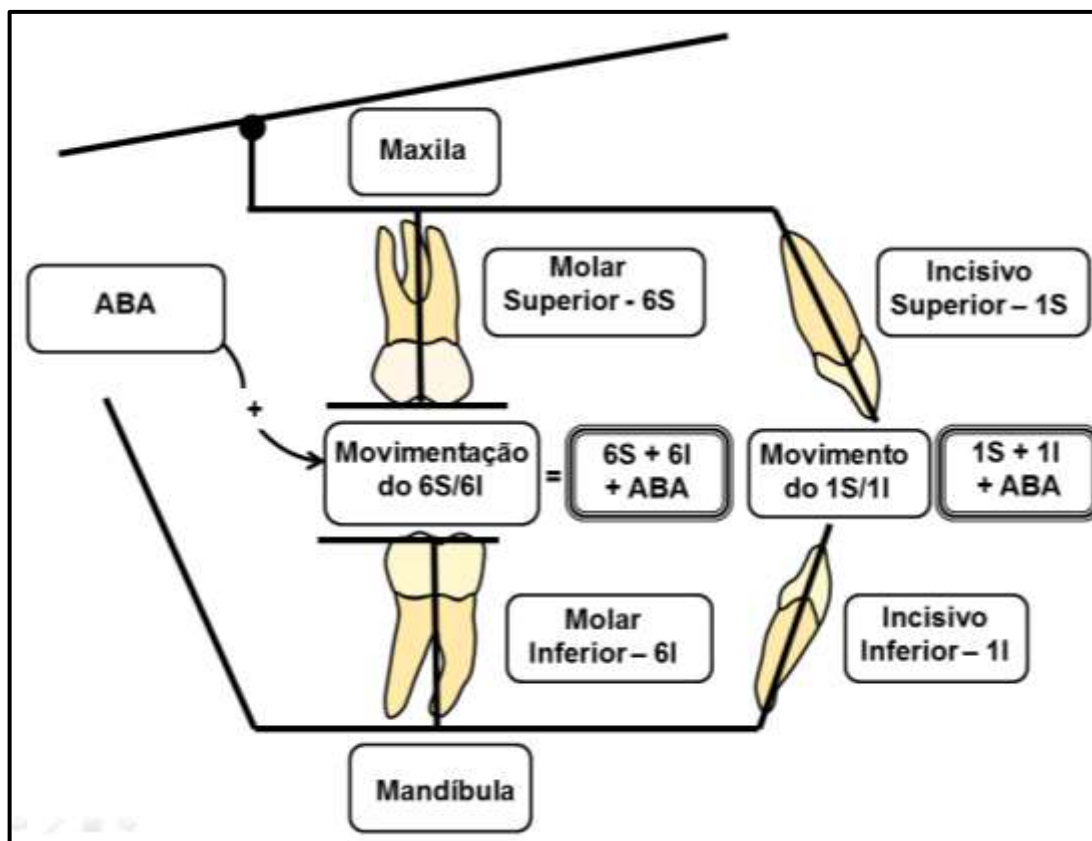 Maxila
Molar
Superior - 6S
Incisivo
Superior – 1S
ABA
+
Movimentação
do 6S/6I
=
6S + 6I
+ ABA
Movimento
do 1S/1I
1S + 1I
+ ABA
Molar
Inferior – 6I
Incisivo
Inferior – 1I
Mandíbula